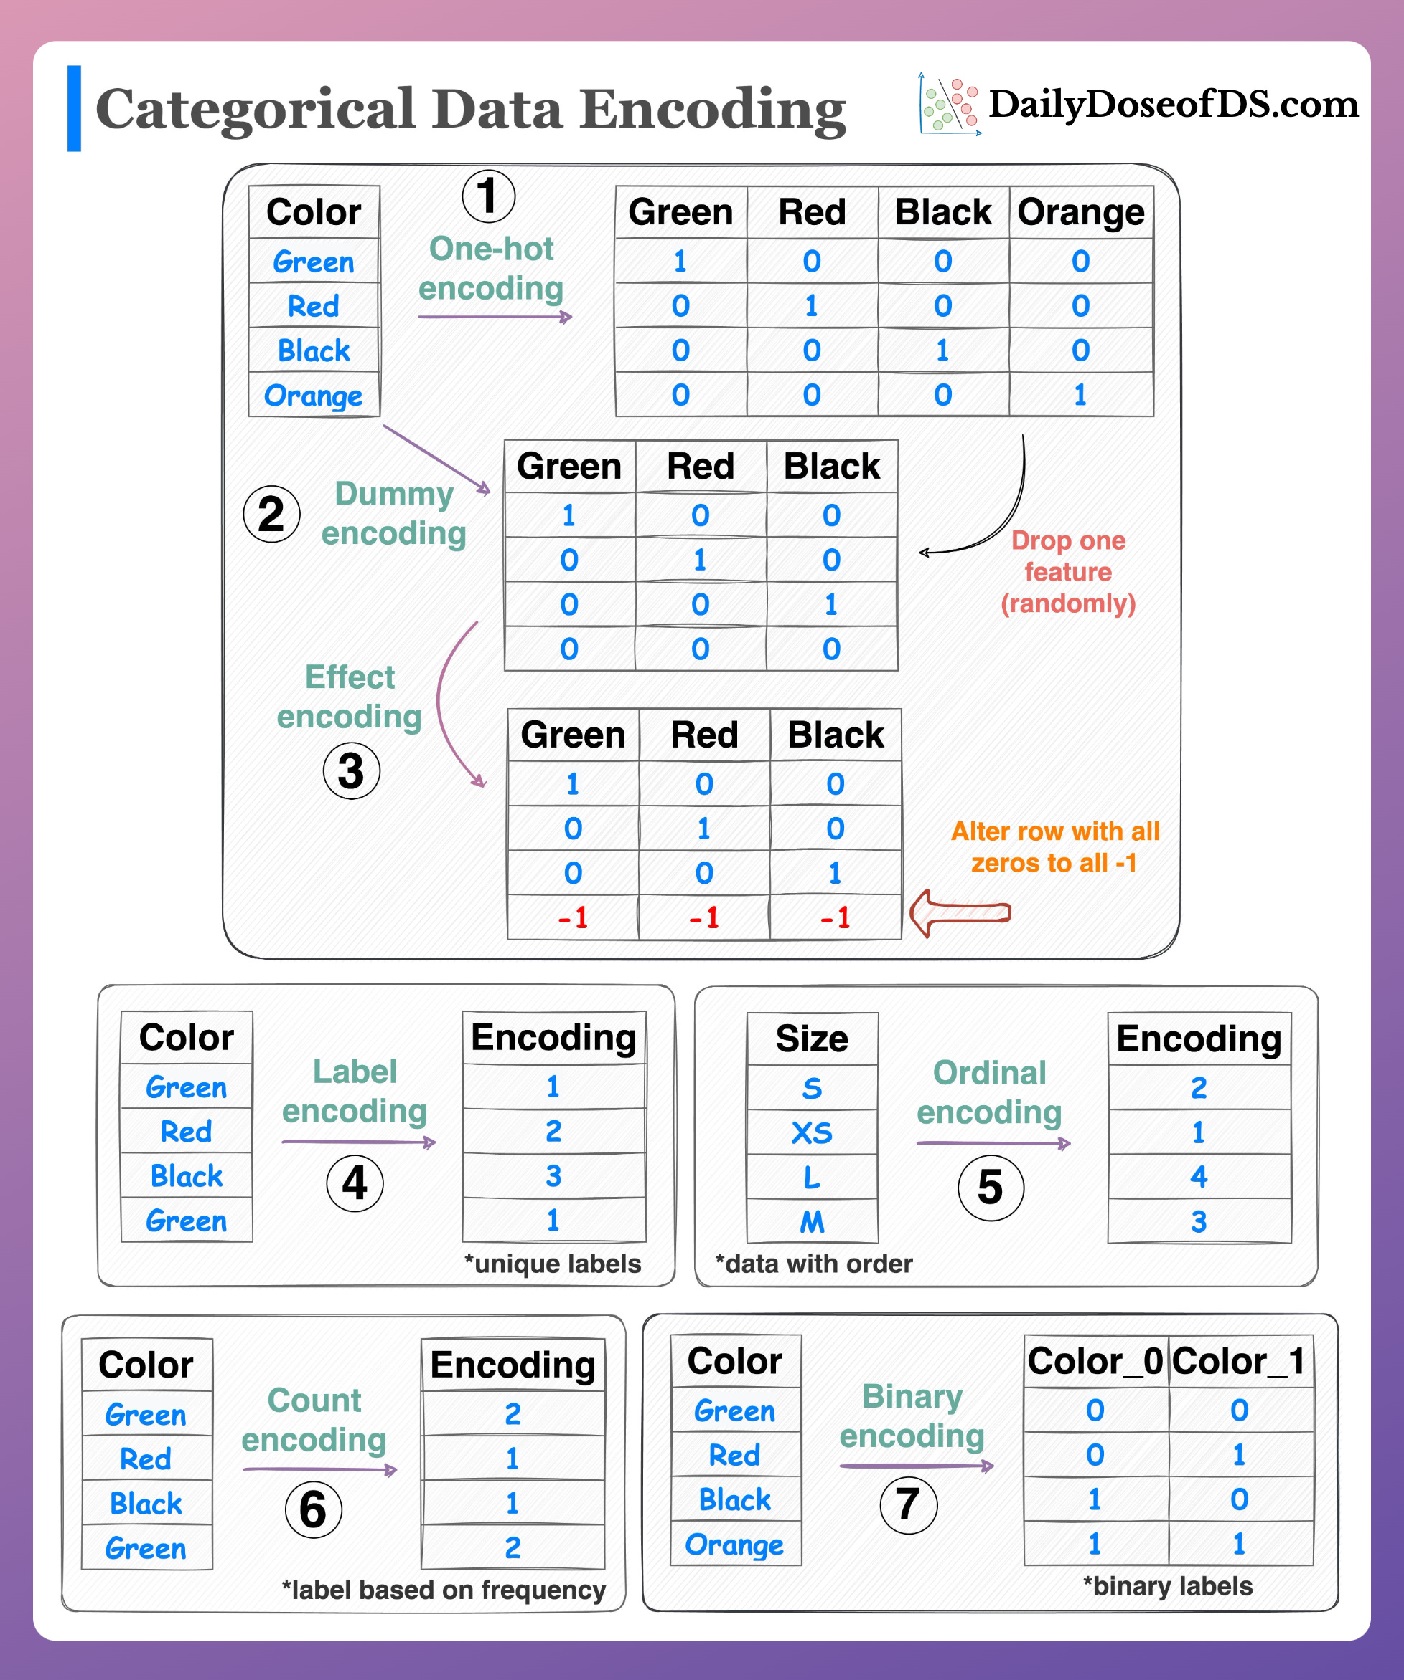 Categorical Data Encoding
DailyDoseofDS.com
Color
Green
Red
Black
Orange
1
One-hot
encoding
Green Red Black Orange
1 0 0 0
0 1 0 0
0 0 1 0
0 0 0 1
2
Dummy
encoding
Green Red Black
1 0 0
0 1 0
0 0 1
0 0 0
Drop one
feature
(randomly)
Effect
encoding
3
Green Red Black
1 0 0
0 1 0
0 0 1
-1 -1 -1
Alter row with all
zeros to all -1
Color
Green
Red
Black
Green
Label
encoding
4
Encoding
1
2
3
1
*unique labels
Size
S
XS
L
M
Ordinal
encoding
5
Encoding
2
1
4
3
*data with order
Color
Green
Red
Black
Green
Count
encoding
6
Encoding
2
1
1
2
*label based on frequency
Color
Green
Red
Black
Orange
Binary
encoding
7
Color_0 Color_1
0 0
0 1
1 0
1 1
*binary labels